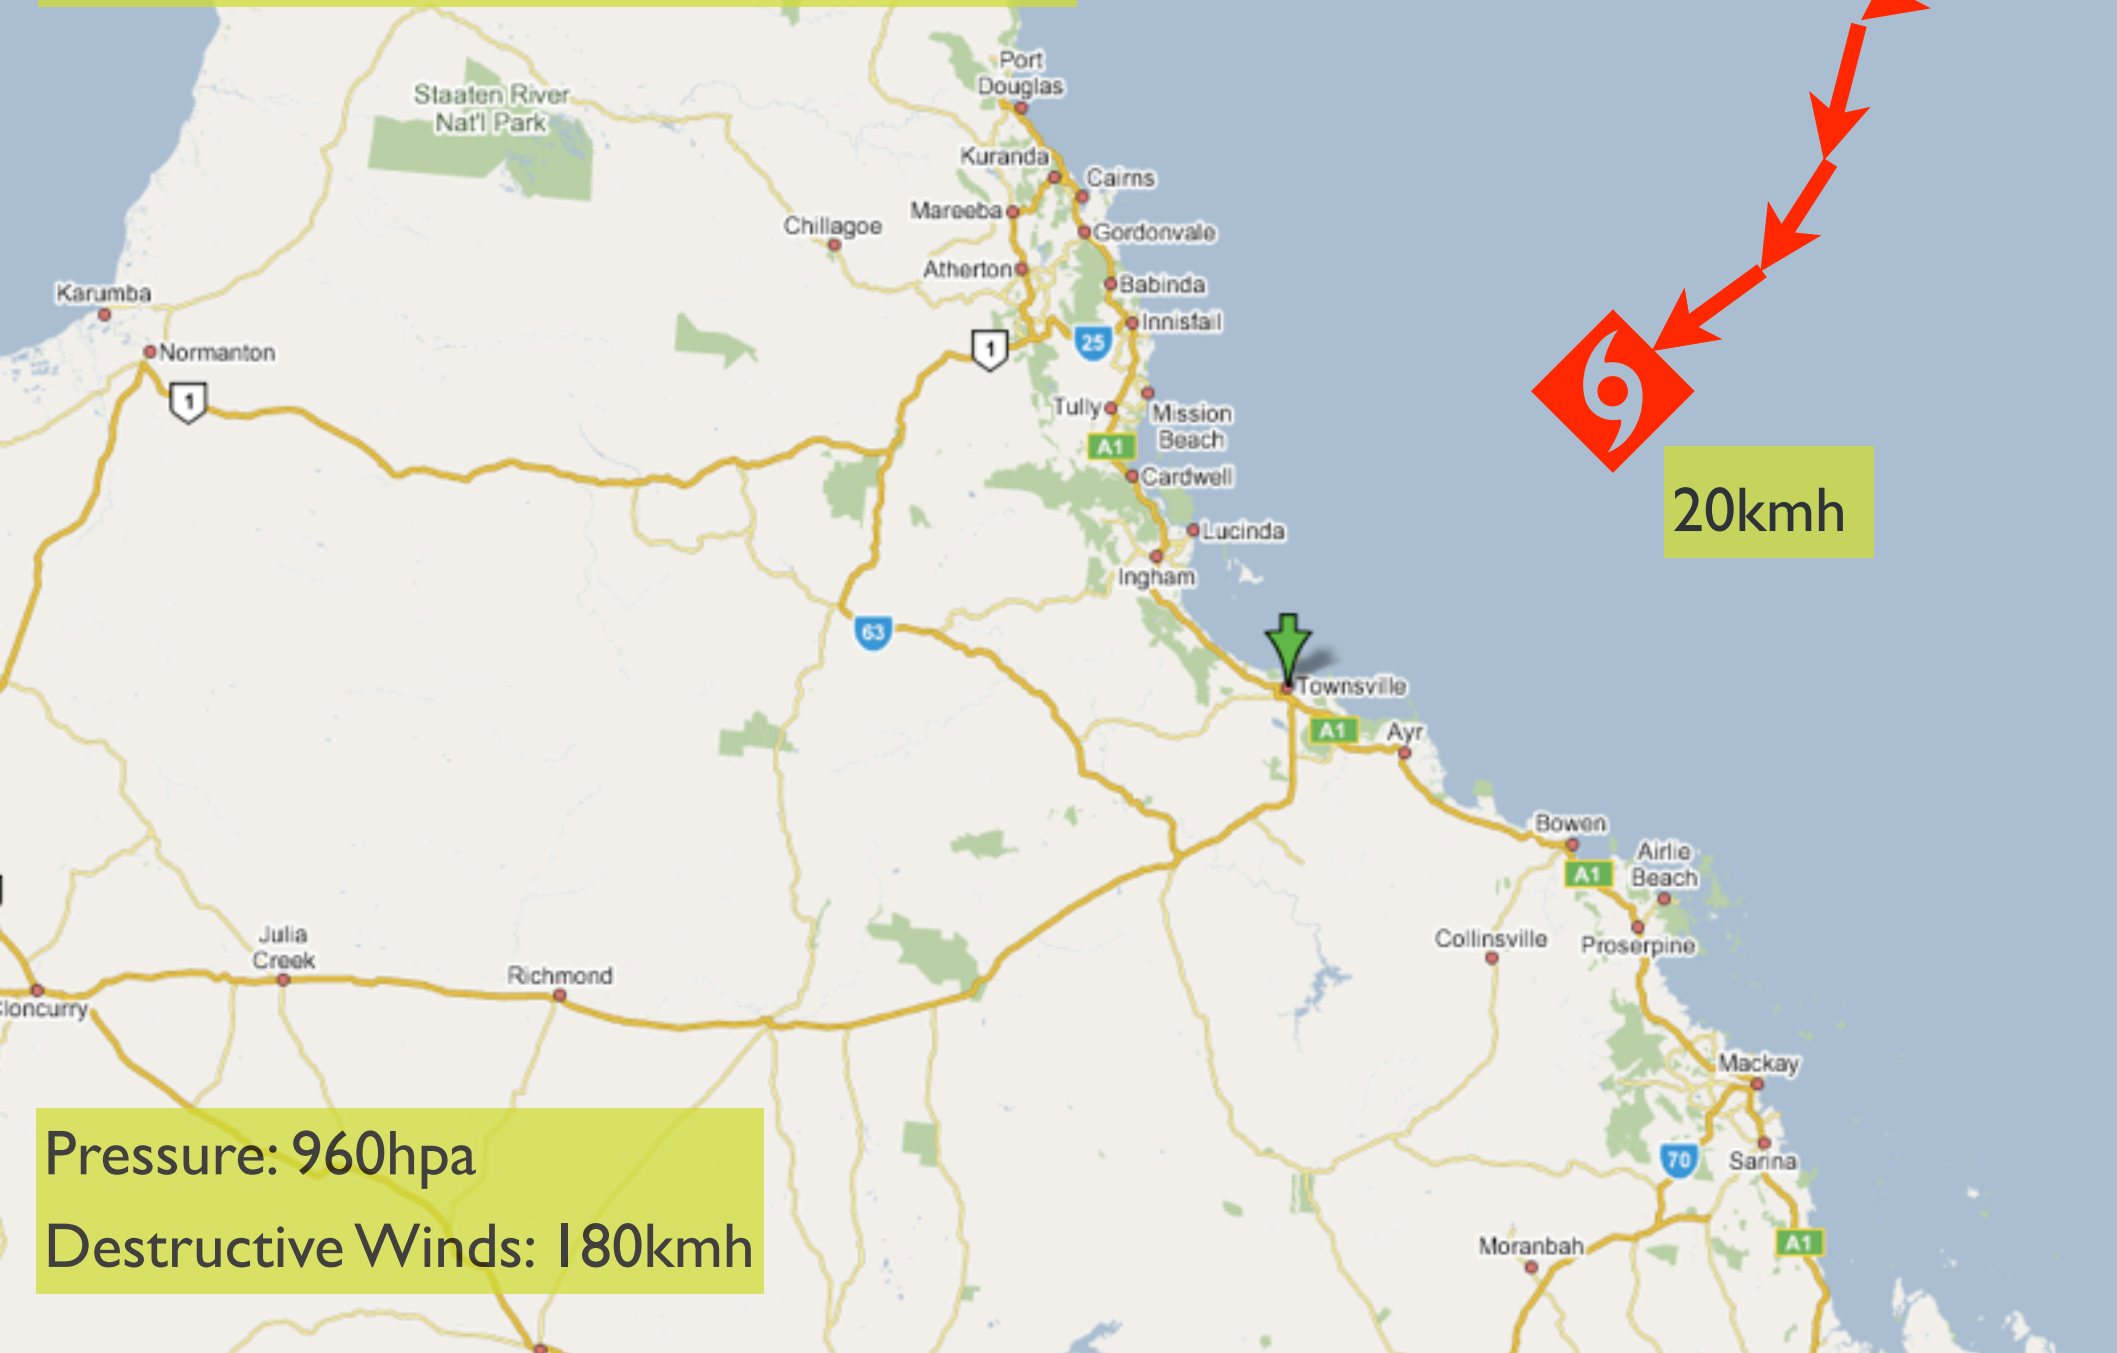 Port
Douglas
Staaten River
Nat'l Park
Kuranda
Cairns
Mareeba
Chillagoe
Gordonvale
Atherton
Babinda
Karumba
Innisfail
1
25
Normanton
1
Tully
Mission
Beach
A1
Cardwell
20kmh
Lucinda
Ingham
63
Townsville
A1
Ayr
Bowen
Airlie
Beach
A1
Julia
Creek
Collinsville
Proserpine
Richmond
loncurry
Mackay
Pressure: 960hpa
70
Sarina
Destructive Winds: 180kmh
Moranbah
A1